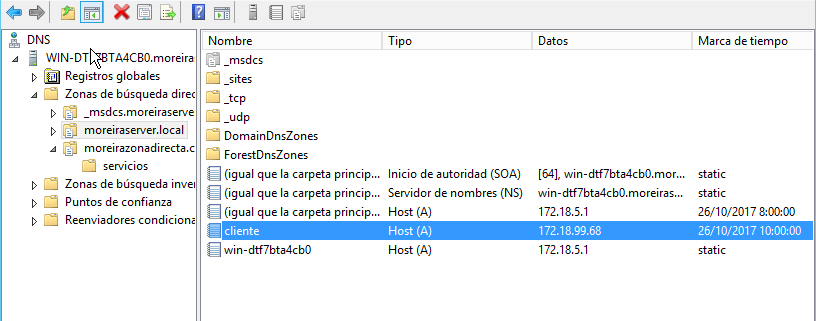 DNS
WIN-DTF7BTA4CB0.moreira
Registros globales
Zonas de búsqueda direc
_msdcs.moreiraserve
moreiraserver.local
moreirazonadirecta.c
servicios
Zonas de búsqueda inver
Puntos de confianza
Reenviadores condiciona
Nombre Tipo Datos Marca de tiempo
_msdcs
_sites
_tcp
_udp
DomainDnsZones
ForestDnsZones
(igual que la carpeta princip... Inicio de autoridad (SOA) [64], win-dtf7bta4cb0.mor... static
(igual que la carpeta princip... Servidor de nombres (NS) win-dtf7bta4cb0.moreiras... static
(igual que la carpeta princip... Host (A) 172.18.5.1 26/10/2017 8:00:00
cliente Host (A) 172.18.99.68 26/10/2017 10:00:00
win-dtf7bta4cb0 Host (A) 172.18.5.1 static